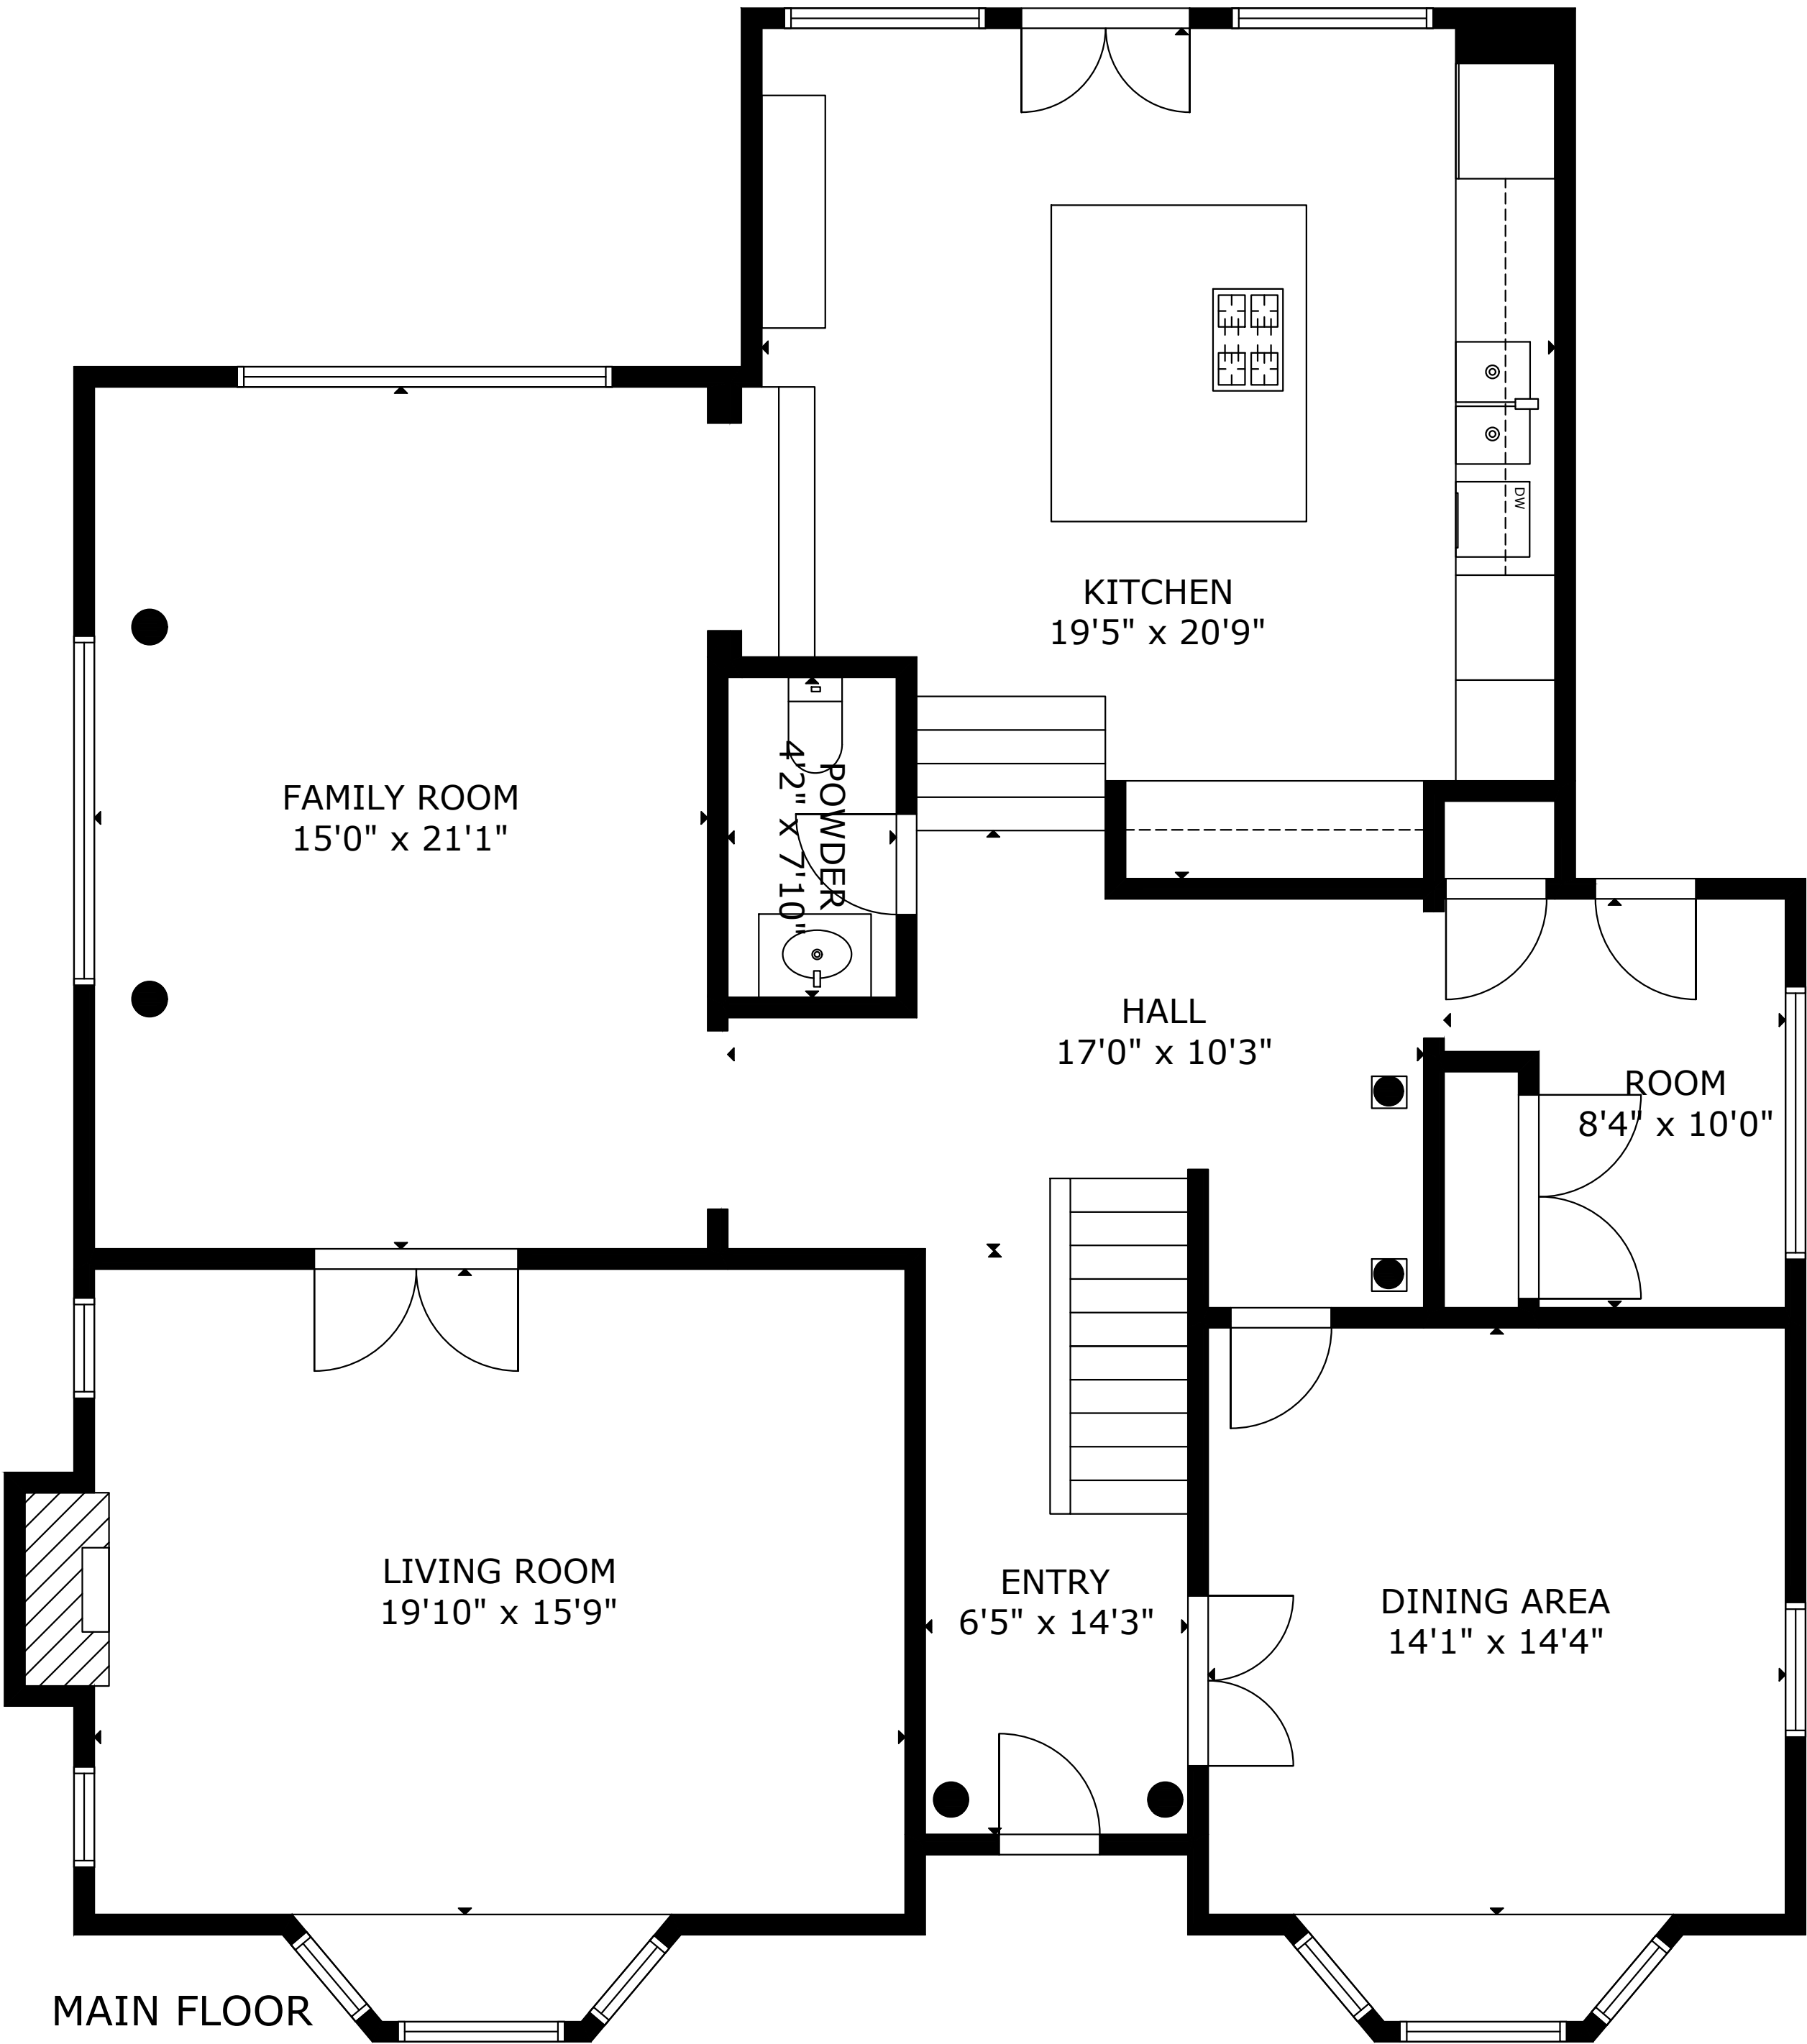 DW
KITCHEN
19'5" x 20'9"
FAMILY ROOM
15'0" x 21'1"
POWDER
4'2" x 7'10"
HALL
17'0" x 10'3"
ROOM
8'4" x 10'0"
LIVING ROOM
19'10" x 15'9"
ENTRY
6'5" x 14'3"
DINING AREA
14'1" x 14'4"
MAIN FLOOR